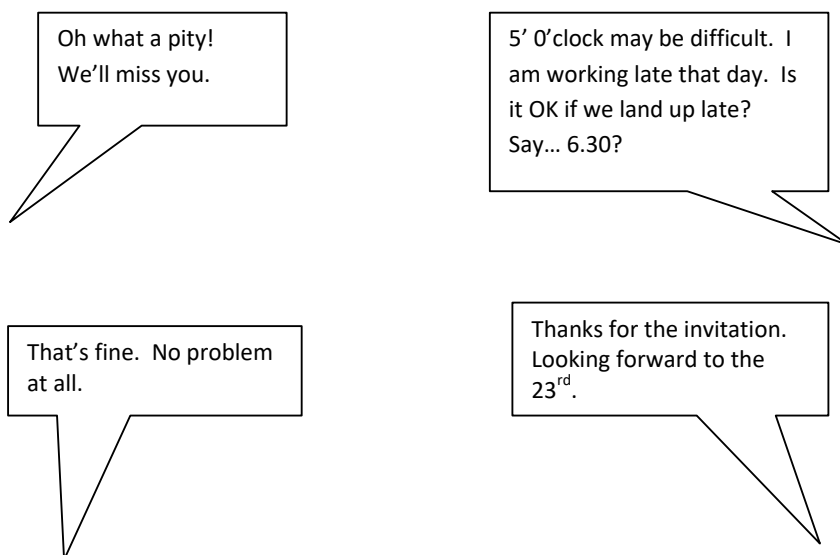 Oh what a pity!
We'll miss you.
5' 0'clock may be difficult. I
am working late that day. Is
it OK if we land up late?
Say... 6.30?
That's fine. No problem
at all.
Thanks for the invitation.
Looking forward to the
23rd.